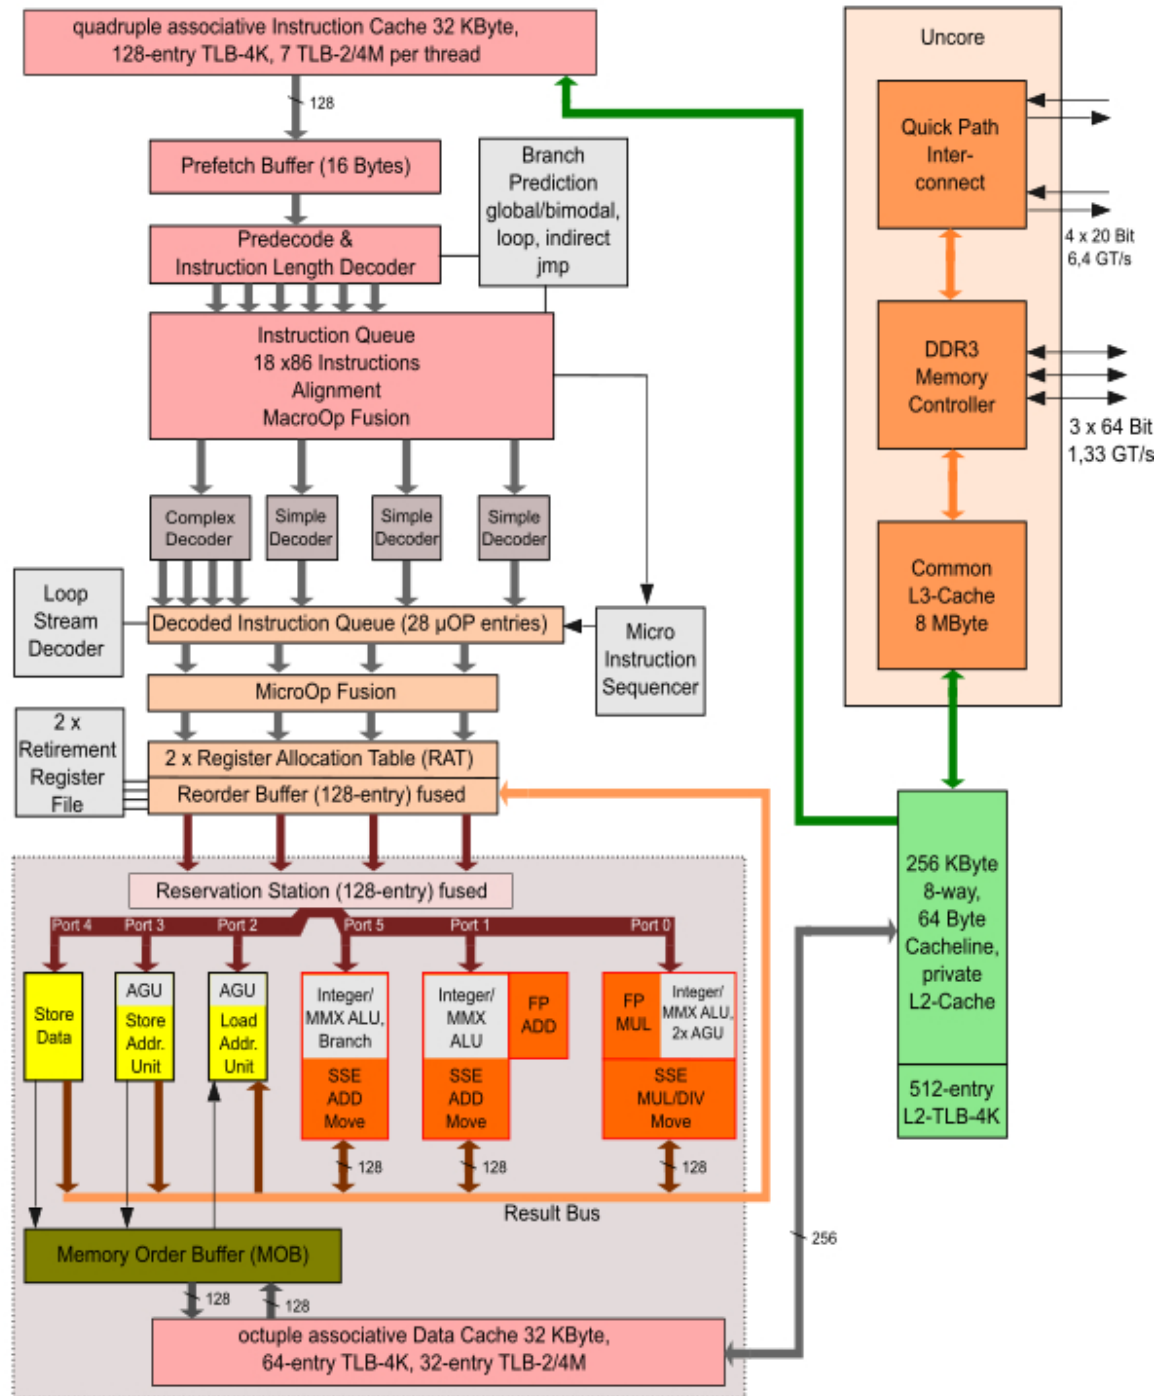 quadruple associative Instruction Cache 32 KByte,
128-entry TLB-4K, 7 TLB-2/4M per thread
128
Prefetch Buffer (16 Bytes)
Predecode &
Instruction Length Decoder
Branch
Prediction
global/bimodal,
loop, indirect
jmp
Instruction Queue
18 x86 Instructions
Alignment
MacroOp Fusion
Complex
Decoder
Simple
Decoder
Simple
Decoder
Simple
Decoder
Loop
Stream
Decoder
Decoded Instruction Queue (28 µOP entries)
Micro
Instruction
Sequencer
MicroOp Fusion
2 x
Retirement
Register
File
2 x Register Allocation Table (RAT)
Reorder Buffer (128-entry) fused
Reservation Station (128-entry) fused
Port 4
Port 3
Port 2
Port 5
Port 1
Port 0
Store
Data
AGU
Store
Addr.
Unit
AGU
Load
Addr.
Unit
Integer/
MMX ALU,
Branch
SSE
ADD
Move
Integer/
MMX
ALU
FP
ADD
SSE
ADD
Move
FP
MUL
Integer/
MMX ALU,
2x AGU
SSE
MUL/DIV
Move
128
128
128
Result Bus
Memory Order Buffer (MOB)
128
128
octuple associative Data Cache 32 KByte,
64-entry TLB-4K, 32-entry TLB-2/4M
256
Uncore
Quick Path
Inter-
connect
4 x 20 Bit
6,4 GT/s
DDR3
Memory
Controller
3 x 64 Bit
1,33 GT/s
Common
L3-Cache
8 MByte
256 KByte
8-way,
64 Byte
Cacheline,
private
L2-Cache
512-entry
L2-TLB-4K